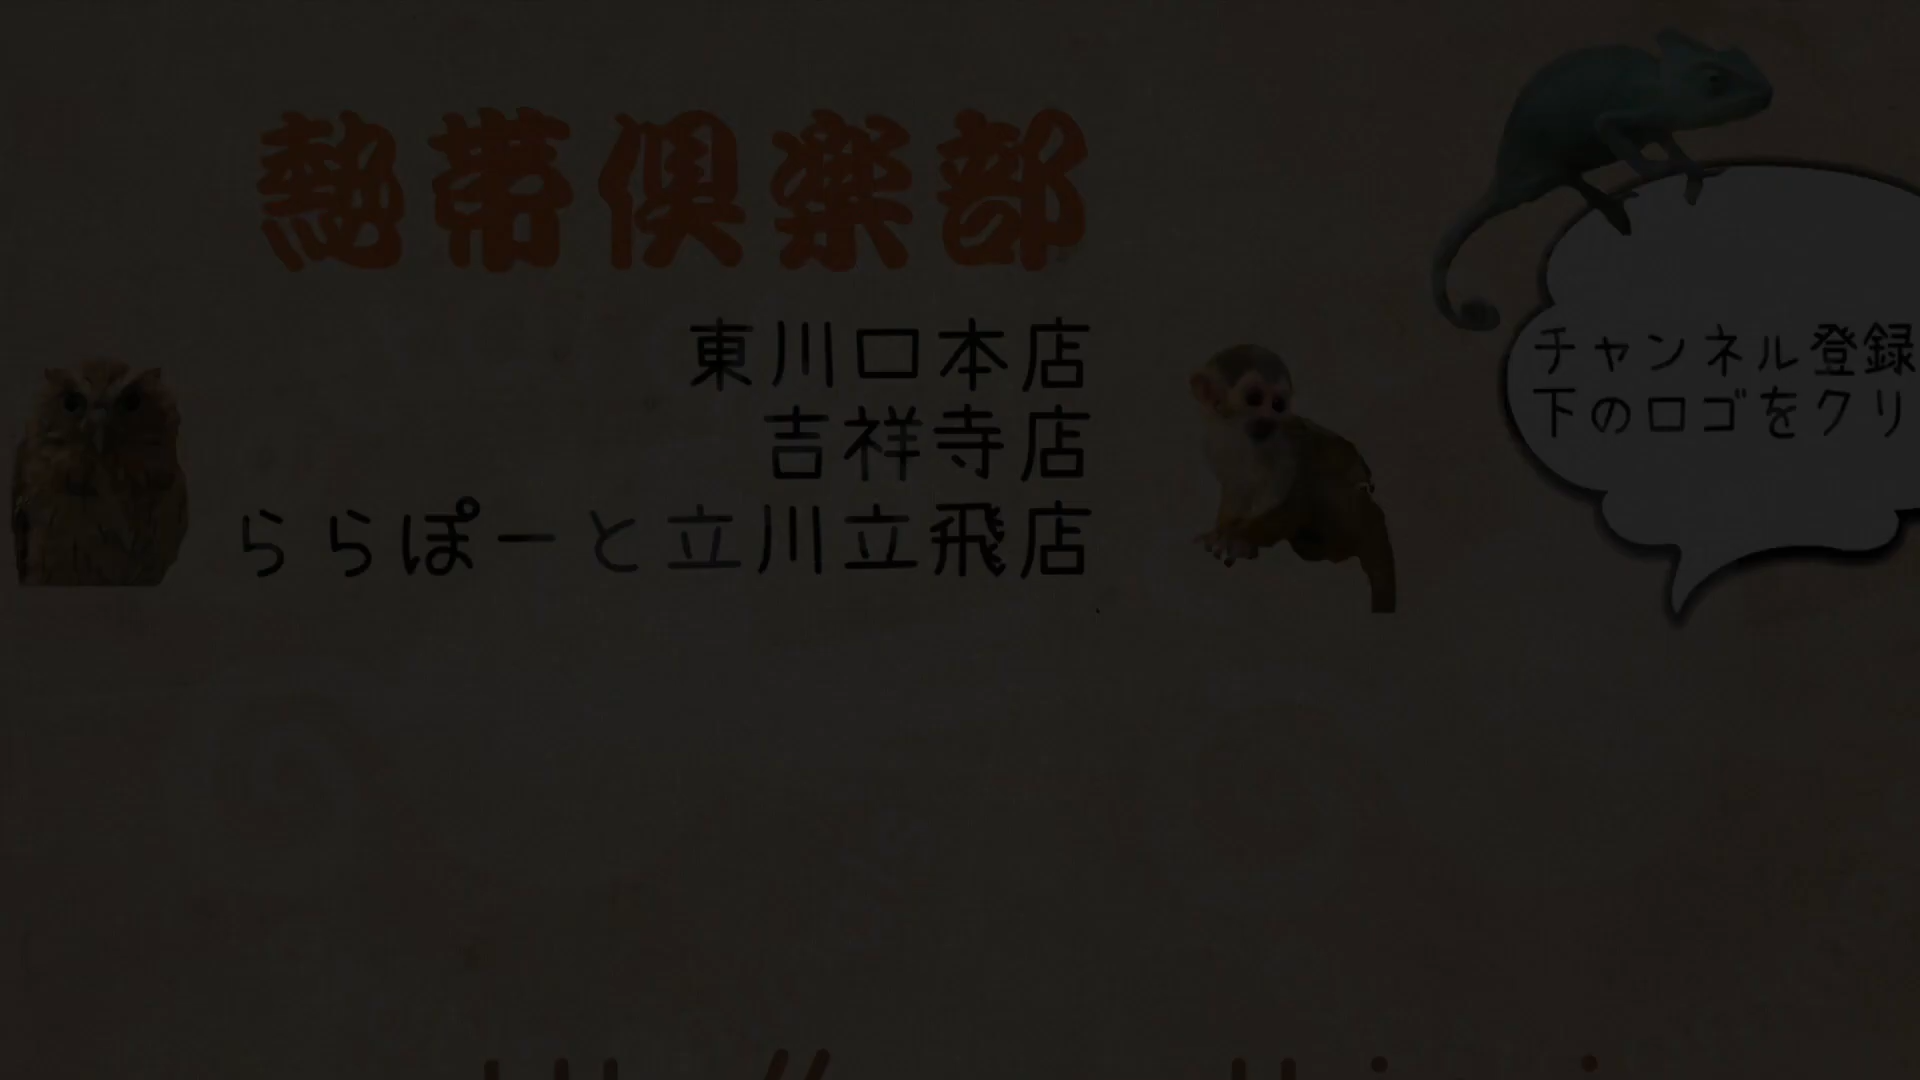 熱帯倶楽部
東川口本店
吉祥寺店
ららぽーと立川立飛店
チャンネル登録
下のロゴをクリ